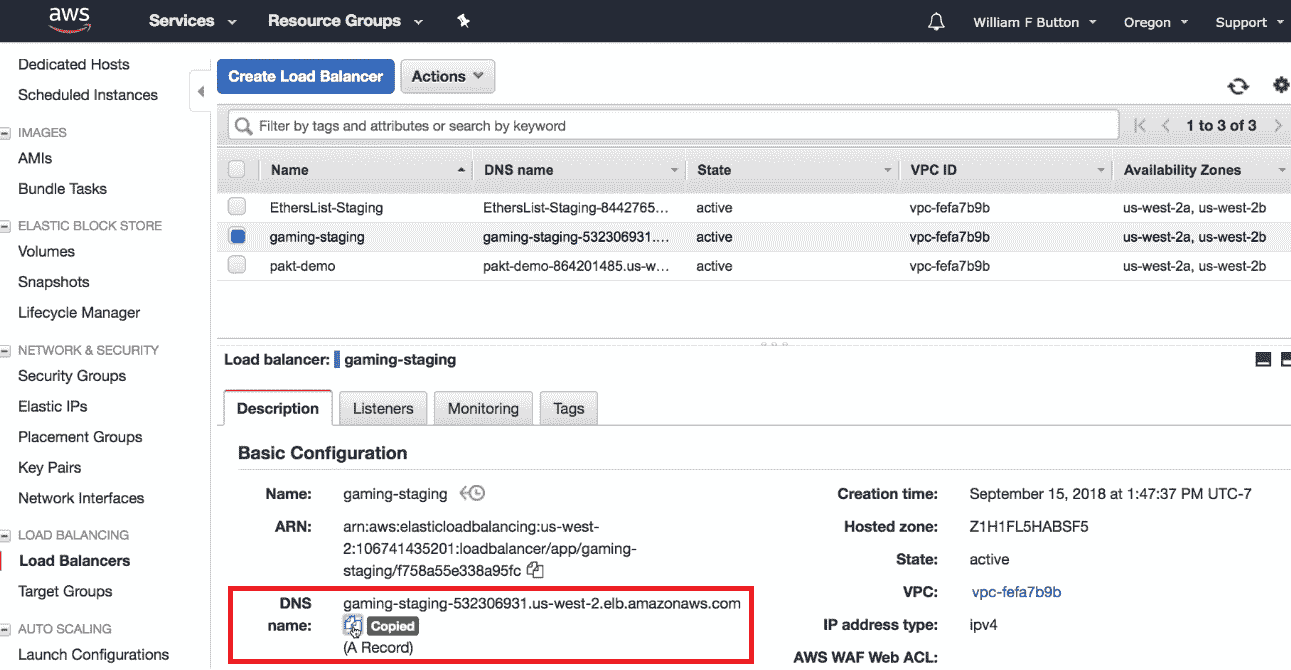 aws Services Resource Groups William F Button Oregon Support
Dedicated Hosts
Scheduled Instances
IMAGES
AMIs
Bundle Tasks
ELASTIC BLOCK STORE
Volumes
Snapshots
Lifecycle Manager
NETWORK & SECURITY
Security Groups
Elastic IPs
Placement Groups
Key Pairs
Network Interfaces
LOAD BALANCING
Load Balancers
Target Groups
AUTO SCALING
Launch Configurations
Create Load Balancer Actions
Filter by tags and attributes or search by keyword 1 to 3 of 3
Name DNS name State VPC ID Availability Zones
EthersList-Staging EthersList-Staging-8442765... active vpc-fefa7b9b us-west-2a, us-west-2b
gaming-staging gaming-staging-532306931.... active vpc-fefa7b9b us-west-2a, us-west-2b
pakt-demo pakt-demo-864201485.us-w... active vpc-fefa7b9b us-west-2a, us-west-2b
Load balancer: gaming-staging
Description Listeners Monitoring Tags
Basic Configuration
Name: gaming-staging
ARN: arn:aws:elasticloadbalancing:us-west-
2:106741435201:loadbalancer/app/gaming-
staging/f758a55e338a95fc
DNS gaming-staging-532306931.us-west-2.elb.amazonaws.com
name: Copied
(A Record)
Creation time: September 15, 2018 at 1:47:37 PM UTC-7
Hosted zone: Z1H1FL5HABSF5
State: active
VPC: vpc-fefa7b9b
IP address type: ipv4
AWS WAF Web ACL: